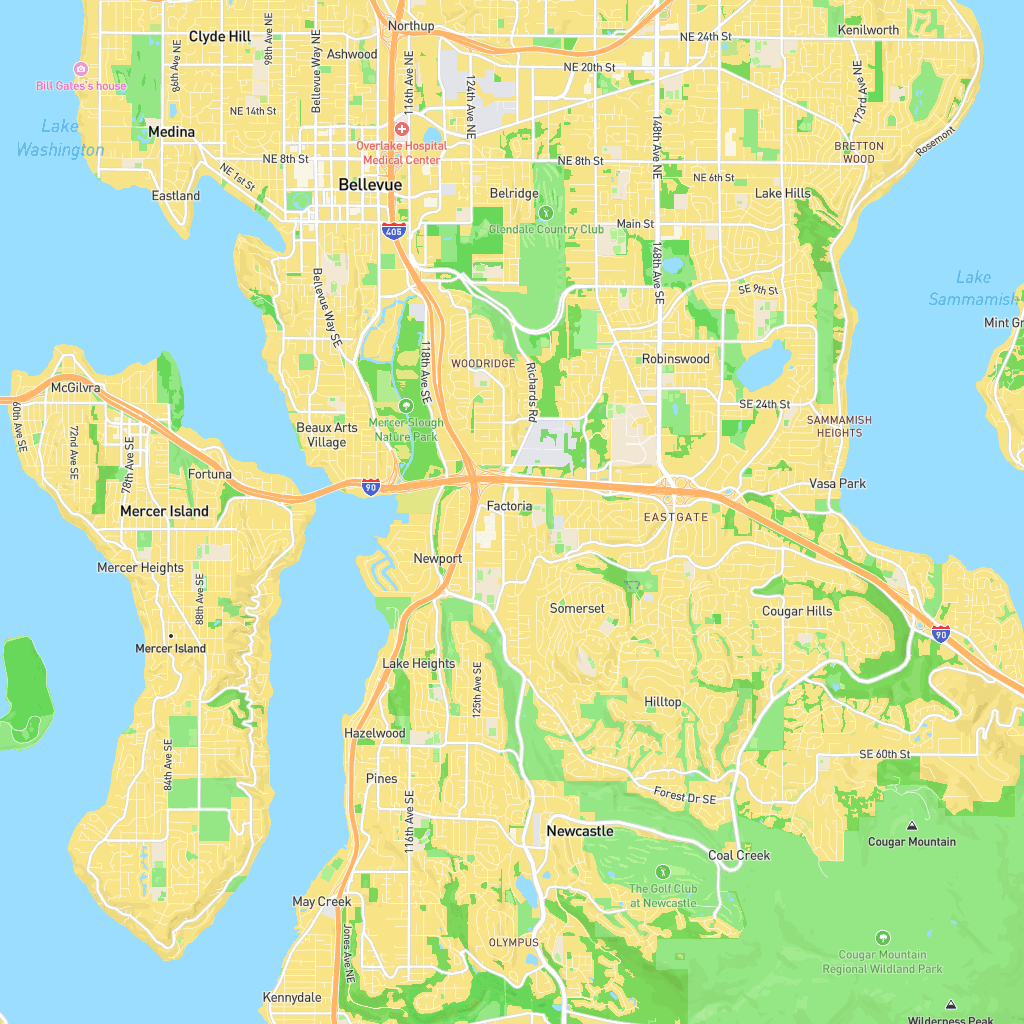 Northup
Clyde Hill
98th Ave NE
Bellevue Way NE
NE 24th St
Kenilworth
86th Ave NE
Ashwood
116th Ave NE
NE 20th St
Bill Gates's house
124th Ave NE
173rd Ave NE
NE 14th St
Lake
Washington
Medina
Overlake Hospital
Medical Center
148th Ave NE
BRETTON
WOOD
Rosemont
NE 8th St
NE 8th St
NE 1st St
Bellevue
NE 6th St
Eastland
Belridge
Lake Hills
Main St
Glendale Country Club
405
148th Ave SE
Lake
Sammamish
Bellevue Way SE
SE 9th St
Mint Gr
118th Ave SE
WOODRIDGE
Robinswood
McGilvra
Richards Rd
60th Ave SE
SE 24th St
Mercer Slough
Nature Park
Beaux Arts
Village
SAMMAMISH
HEIGHTS
72nd Ave SE
78th Ave SE
Fortuna
90
Vasa Park
Mercer Island
Factoria
EASTGATE
Newport
Mercer Heights
88th Ave SE
Somerset
Cougar Hills
90
Mercer Island
Lake Heights
125th Ave SE
Hilltop
Hazelwood
84th Ave SE
SE 60th St
Pines
116th Ave SE
Forest Dr SE
Newcastle
Cougar Mountain
Coal Creek
The Golf Club
at Newcastle
May Creek
Jones Ave NE
OLYMPUS
Cougar Mountain
Regional Wildland Park
Kennydale
Wilderness Peak